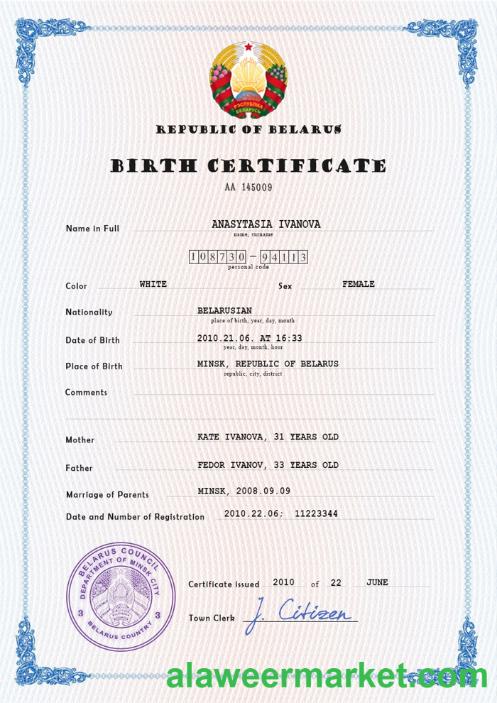 РЭСПУБЛІКА
БЕЛАРУСЬ
REPUBLIC OF BELARUS
BIRTH CERTIFICATE
AA 145009
Name in Full ANASYTASIA IVANOVA
name, surname
108730-94113
personal code
Color WHITE Sex FEMALE
Nationality BELARUSIAN
place of birth, year, day, month
Date of Birth 2010.21.06. AT 16:33
year, day, month, hour
Place of Birth MINSK, REPUBLIC OF BELARUS
republic, city, district
Comments
Mother KATE IVANOVA, 31 YEARS OLD
Father FEDOR IVANOV, 33 YEARS OLD
Marriage of Parents MINSK, 2008.09.09
Date and Number of Registration 2010.22.06; 11223344
BELARUS COUNCIL
DEPARTMENT OF MINSK CITY
3 3
BELARUS COUNTRY
Certificate issued 2010 of 22 JUNE
Town Clerk J. Citizen
alaweermarket.com